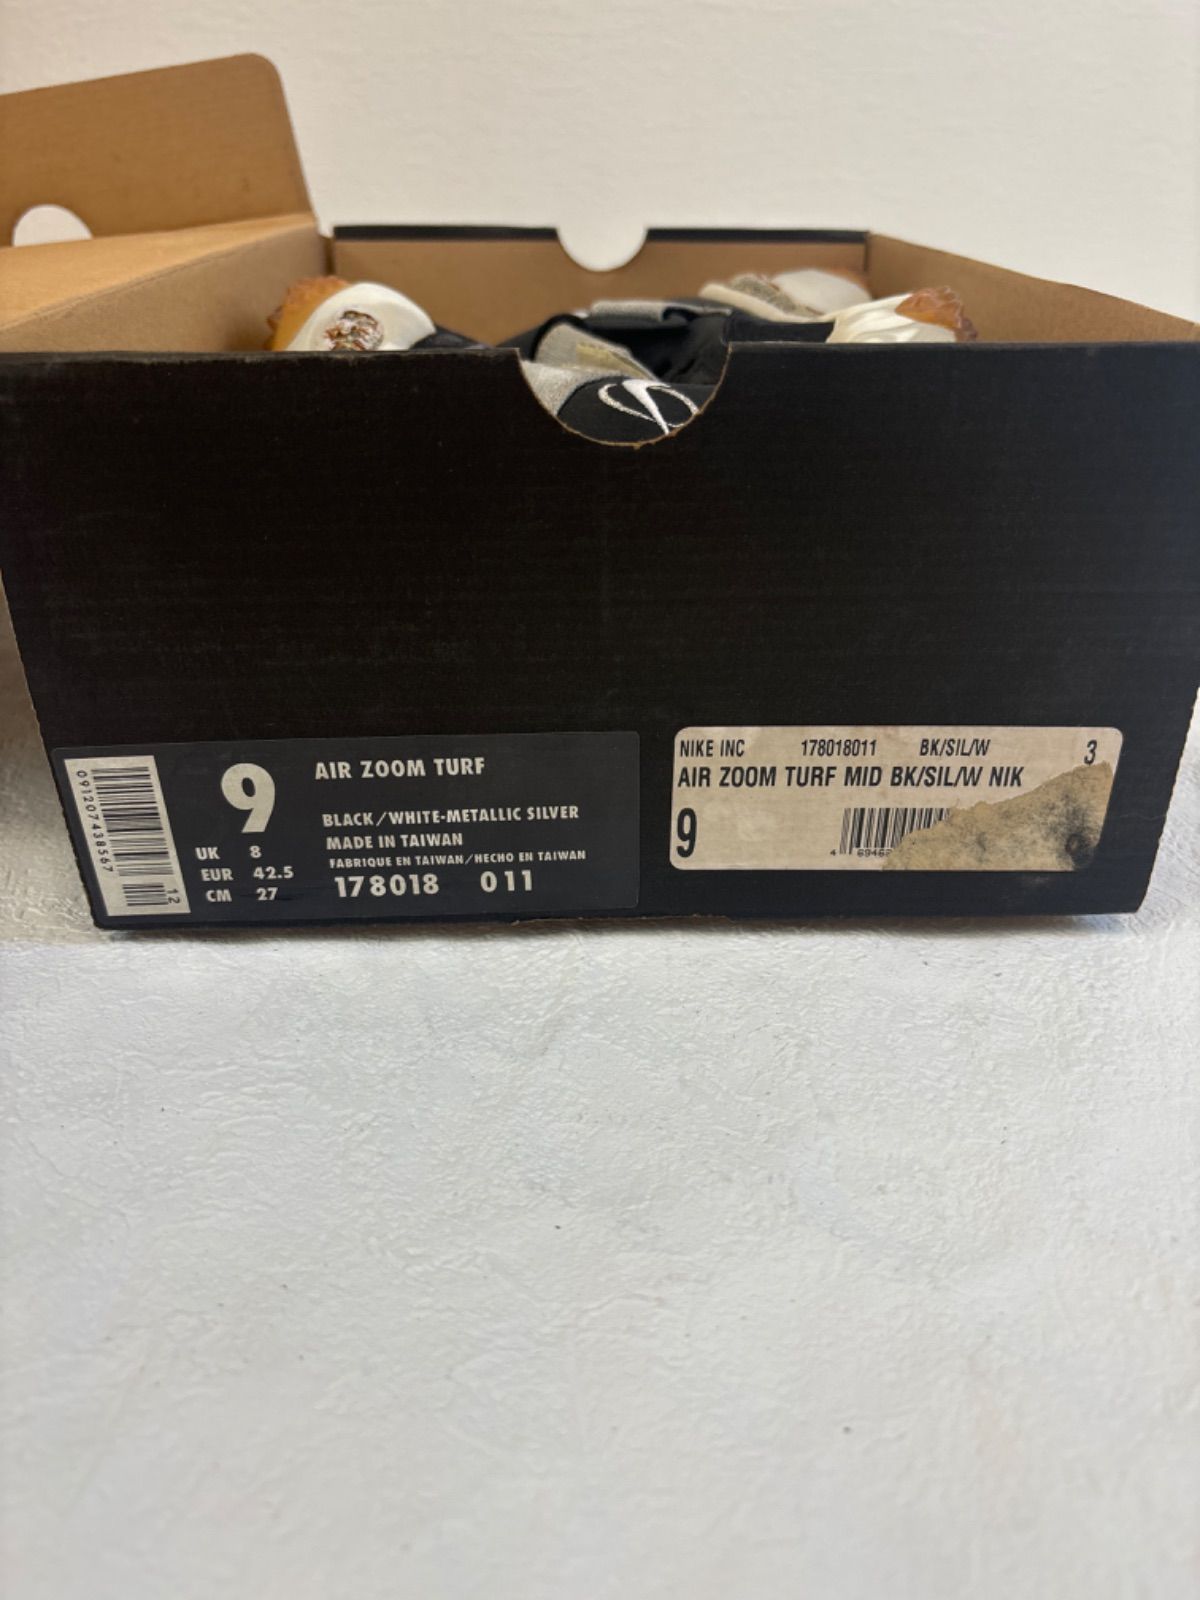 091207438567
12
9
UK 8
EUR 42.5
CM 27
AIR ZOOM TURF
BLACK/WHITE-METALLIC SILVER
MADE IN TAIWAN
FABRIQUE EN TAIWAN/HECHO EN TAIWAN
178018 011
NIKE INC 178018011 BK/SIL/W 3
AIR ZOOM TURF MID BK/SIL/W NIK
9